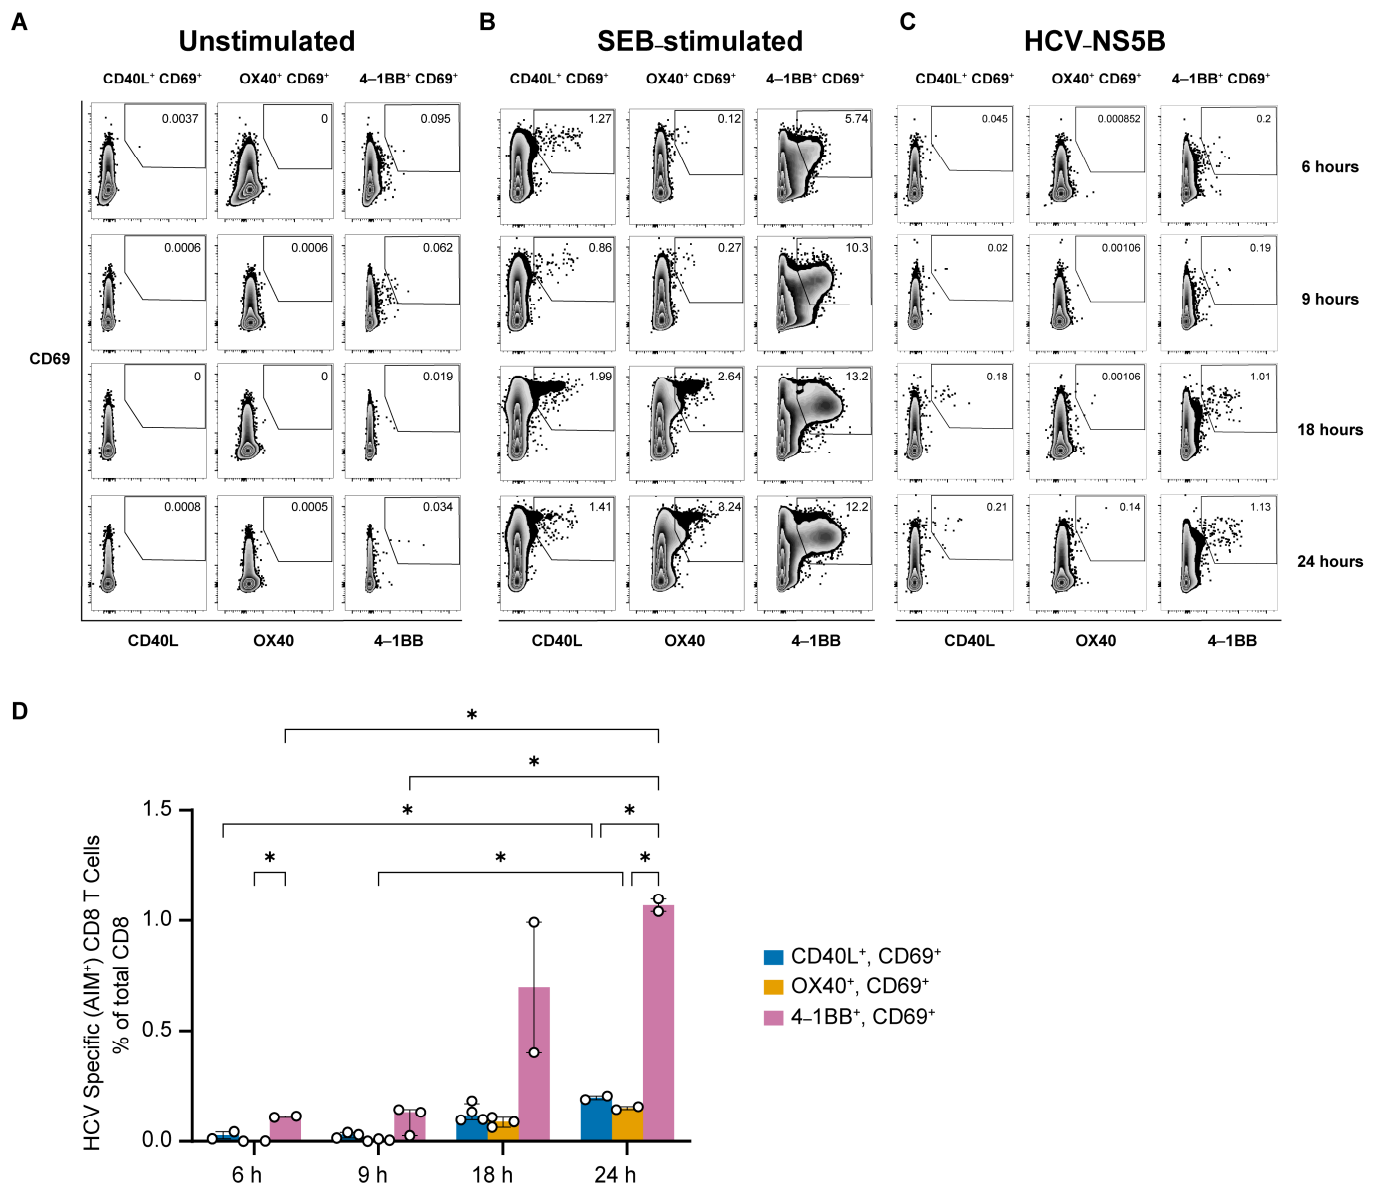 A
B
C
Unstimulated
SEB–stimulated
HCV–NS5B
CD40L⁺ CD69⁺
OX40⁺ CD69⁺
4–1BB⁺ CD69⁺
CD40L⁺ CD69⁺
OX40⁺ CD69⁺
4–1BB⁺ CD69⁺
CD40L⁺ CD69⁺
OX40⁺ CD69⁺
4–1BB⁺ CD69⁺
0.0037
0
0.095
1.27
0.12
5.74
0.045
0.000852
0.2
6 hours
0.0006
0.0006
0.062
0.86
0.27
10.3
0.02
0.00106
0.19
9 hours
CD69
0
0
0.019
1.99
2.64
13.2
0.18
0.00106
1.01
18 hours
0.0008
0.0005
0.034
1.41
3.24
12.2
0.21
0.14
1.13
24 hours
CD40L
OX40
4–1BB
CD40L
OX40
4–1BB
CD40L
OX40
4–1BB
D
*
*
*
*
*
*
*
HCV Specific (AIM⁺) CD8 T Cells
% of total CD8
1.5
1.0
0.5
0.0
6 h
9 h
18 h
24 h
CD40L⁺, CD69⁺
OX40⁺, CD69⁺
4–1BB⁺, CD69⁺